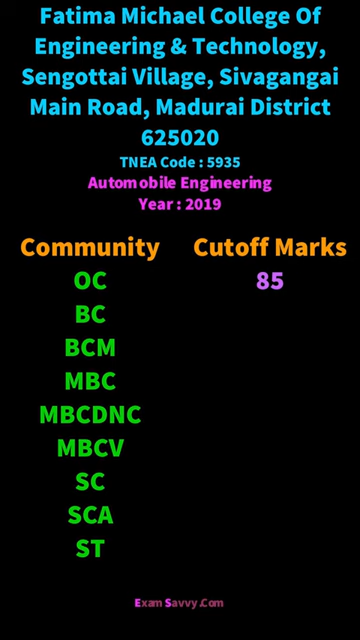 Fatima Michael College Of
Engineering & Technology,
Sengottai Village, Sivagangai
Main Road, Madurai District
625020
TNEA Code : 5935
Automobile Engineering
Year : 2019
Community Cutoff Marks
OC 85
BC
BCM
MBC
MBCDNC
MBCV
SC
SCA
ST
Exam Savvy.Com